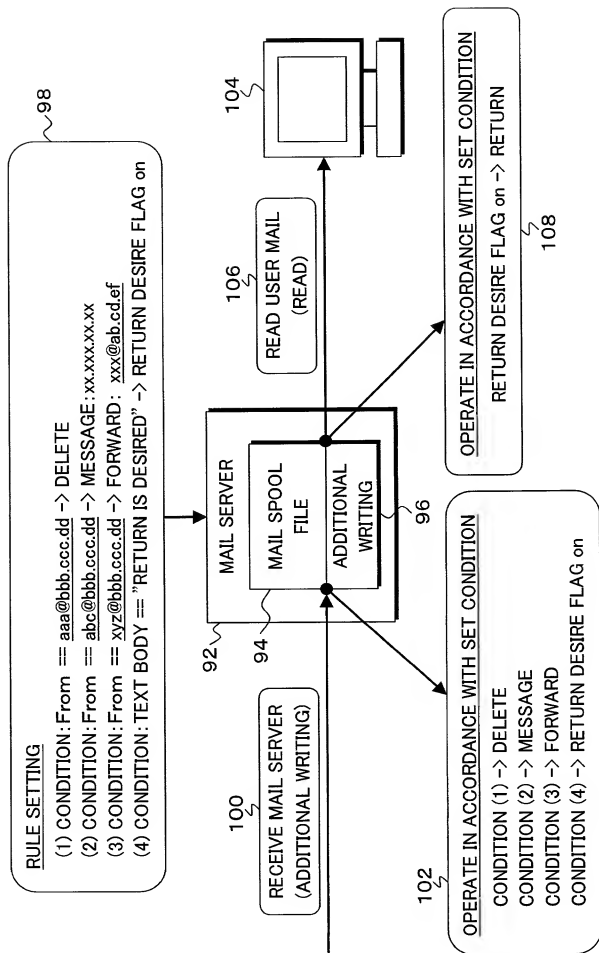 98
RULE SETTING
(1) CONDITION: From == aaa@bbb.ccc.dd -> DELETE
(2) CONDITION: From == abc@bbb.ccc.dd -> MESSAGE: xx.xxx.xx.xx
(3) CONDITION: From == xyz@bbb.ccc.dd -> FORWARD: xxx@ab.cd.ef
(4) CONDITION: TEXT BODY == "RETURN IS DESIRED" -> RETURN DESIRE FLAG on
100
RECEIVE MAIL SERVER
(ADDITIONAL WRITING)
92
MAIL SERVER
94
MAIL SPOOL
FILE
ADDITIONAL
WRITING
96
106
READ USER MAIL
(READ)
104
102
OPERATE IN ACCORDANCE WITH SET CONDITION
CONDITION (1) -> DELETE
CONDITION (2) -> MESSAGE
CONDITION (3) -> FORWARD
CONDITION (4) -> RETURN DESIRE FLAG on
OPERATE IN ACCORDANCE WITH SET CONDITION
RETURN DESIRE FLAG on -> RETURN
108